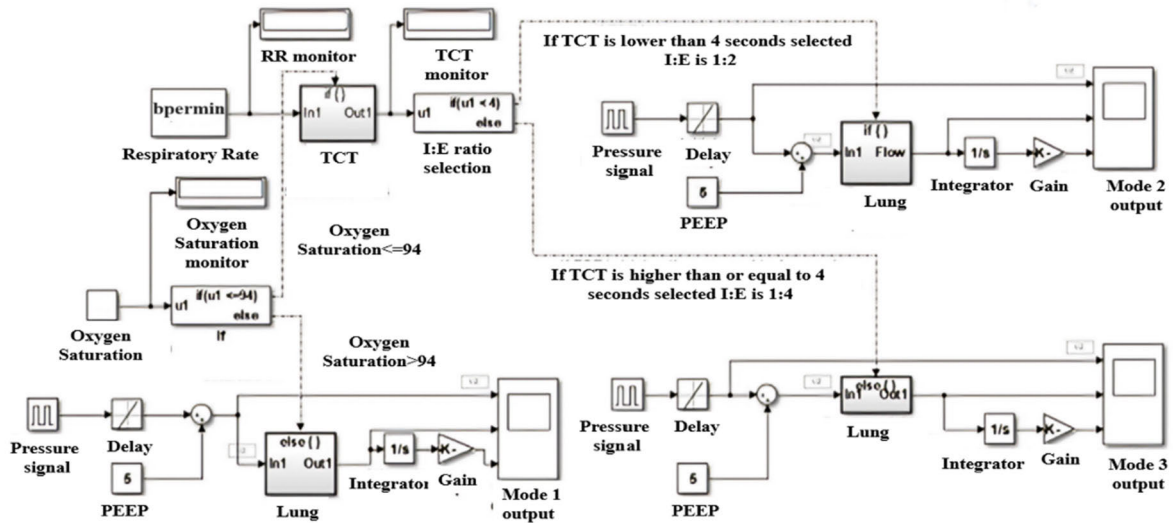 RR monitor
TCT
monitor
If TCT is lower than 4 seconds selected
I:E is 1:2
bpermin
Respiratory Rate
if ()
In1 Out1
TCT
u1
if(u1 < 4)
else
I:E ratio
selection
Pressure
signal
Delay
5
PEEP
if ()
In1 Flow
Lung
1/s
Integrator
K-
Gain
Mode 2
output
Oxygen
Saturation
monitor
Oxygen
Saturation<=94
Oxygen
Saturation
u1
if(u1 <=94)
else
If
Oxygen
Saturation>94
If TCT is higher than or equal to 4
seconds selected I:E is 1:4
Pressure
signal
Delay
5
PEEP
else ()
In1 Out1
Lung
1/s
Integrator
K-
Gain
Mode 1
output
Pressure
signal
Delay
5
PEEP
else ()
In1 Out1
Lung
1/s
Integrator
K-
Gain
Mode 3
output